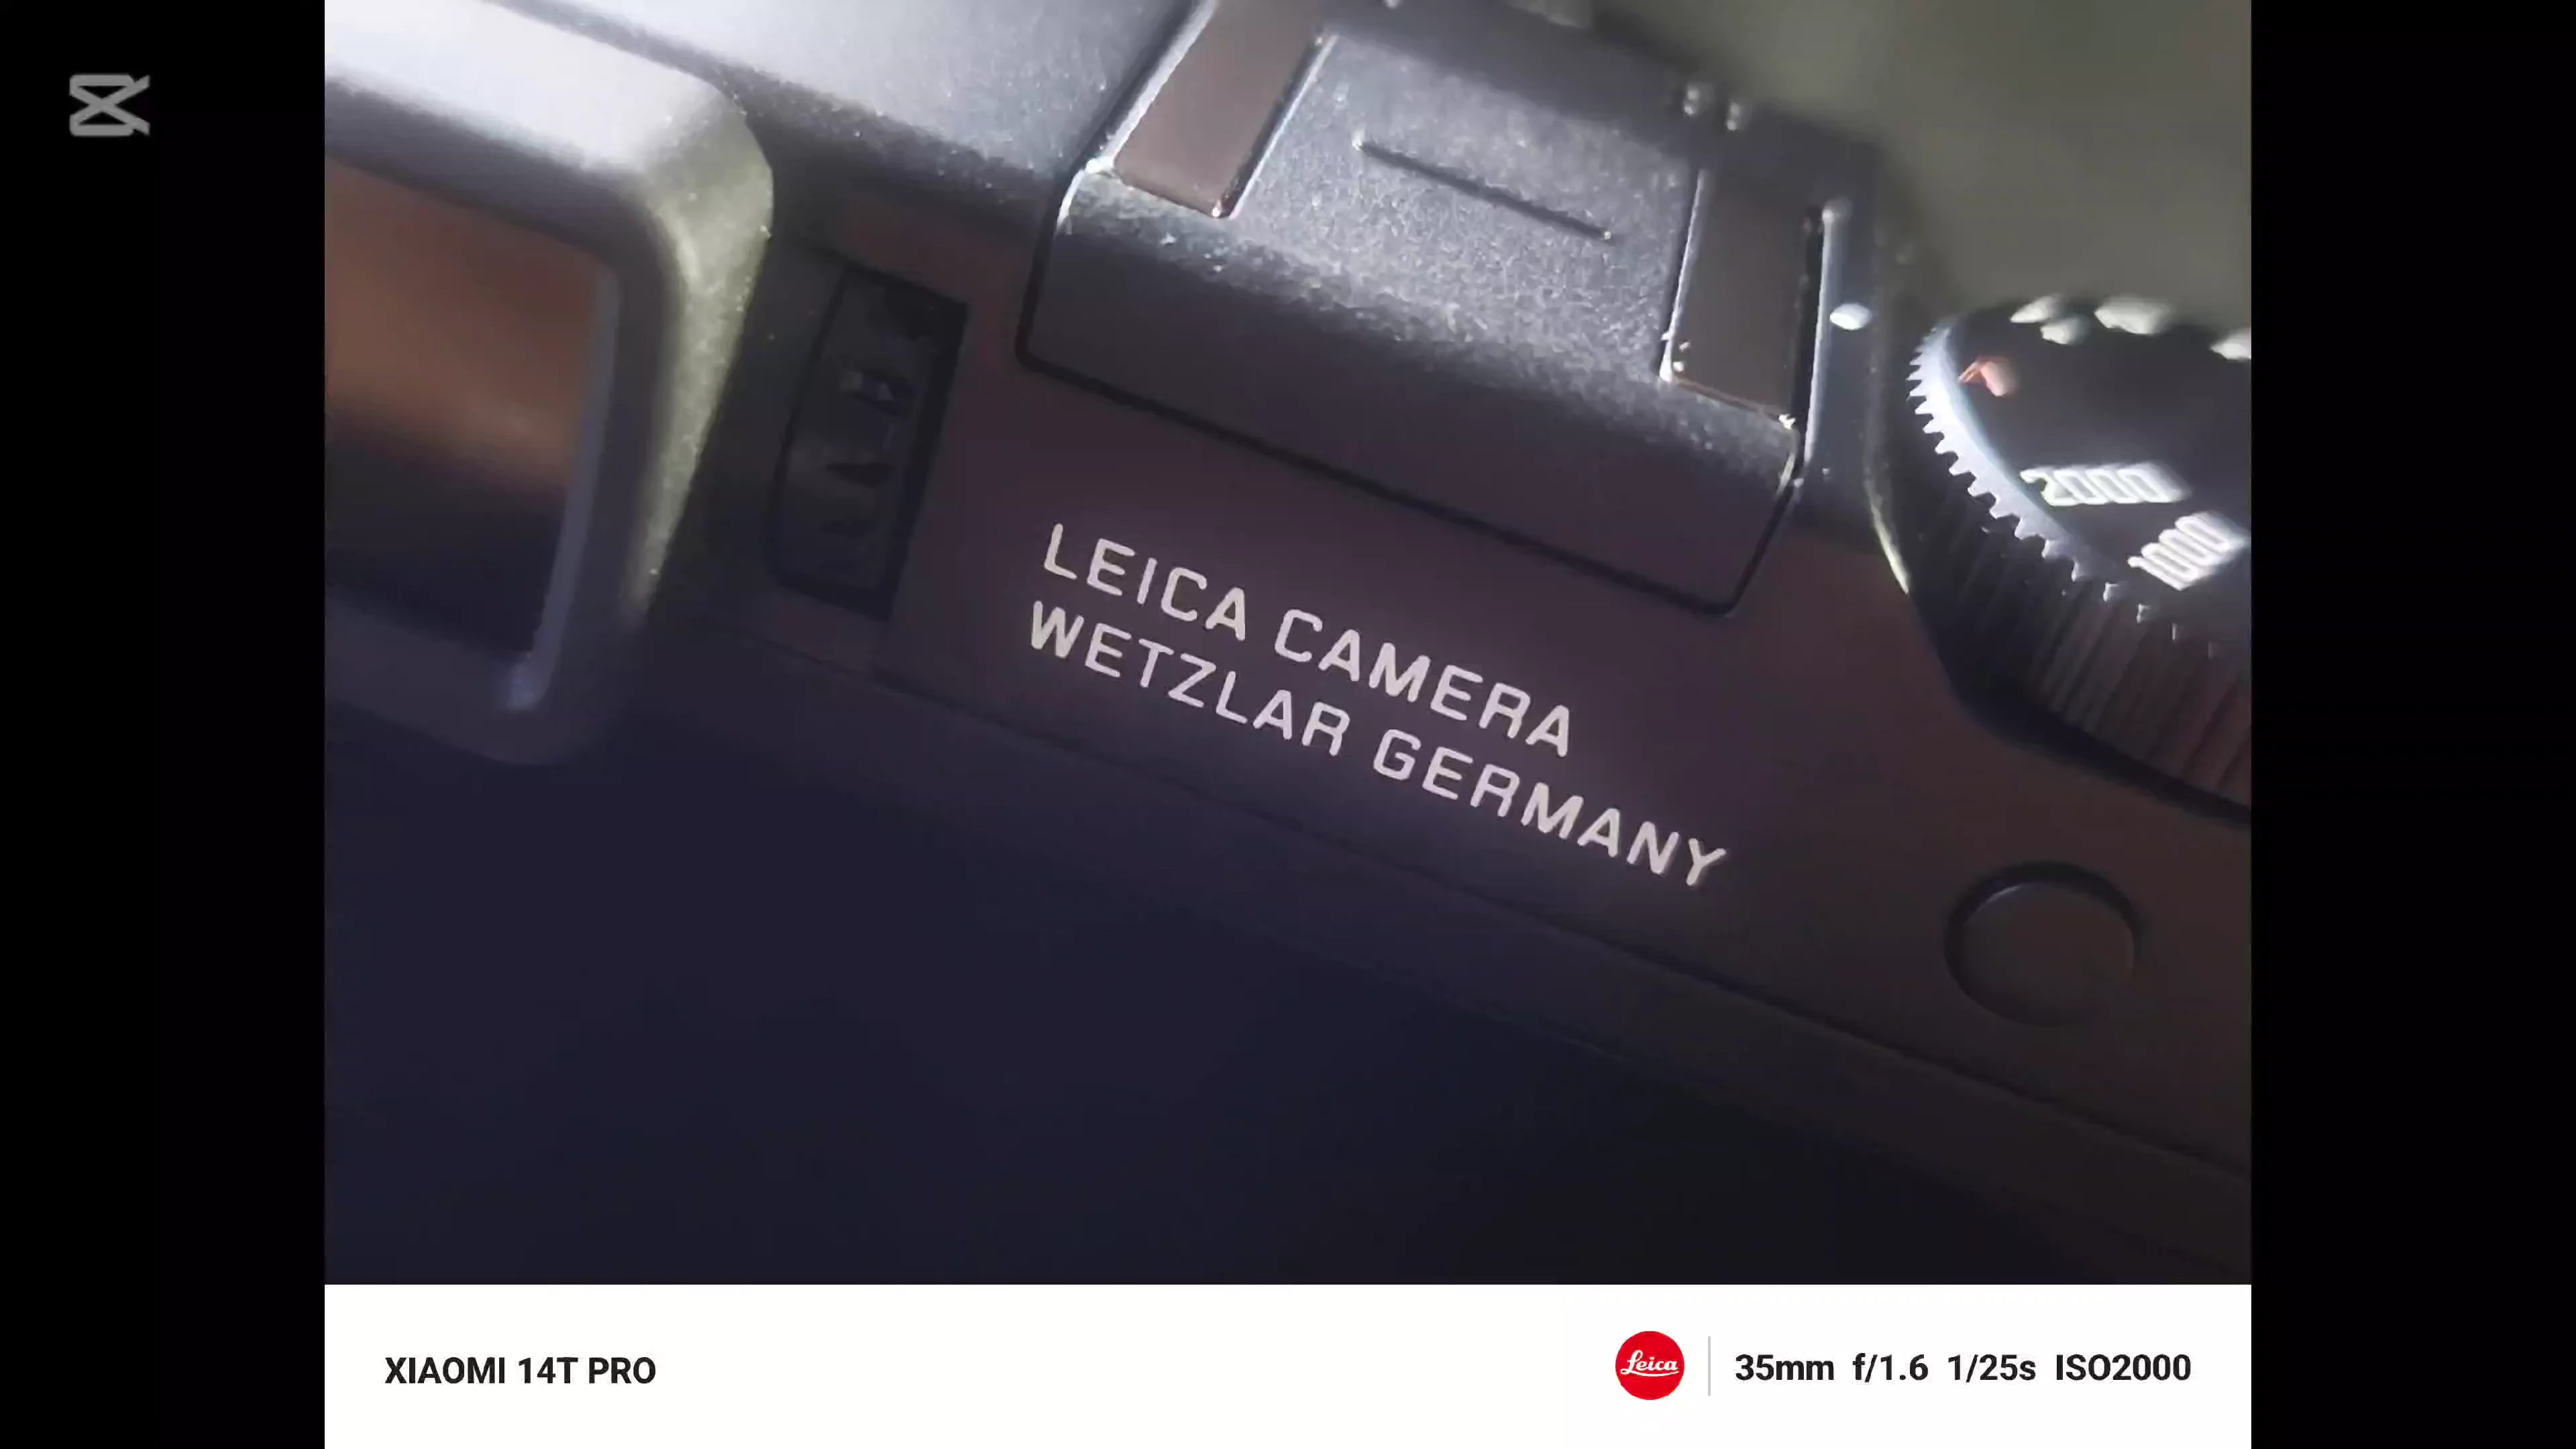 2000
1000
LEICA CAMERA
WETZLAR GERMANY
XIAOMI 14T PRO
Leica
35mm f/1.6 1/25s ISO2000